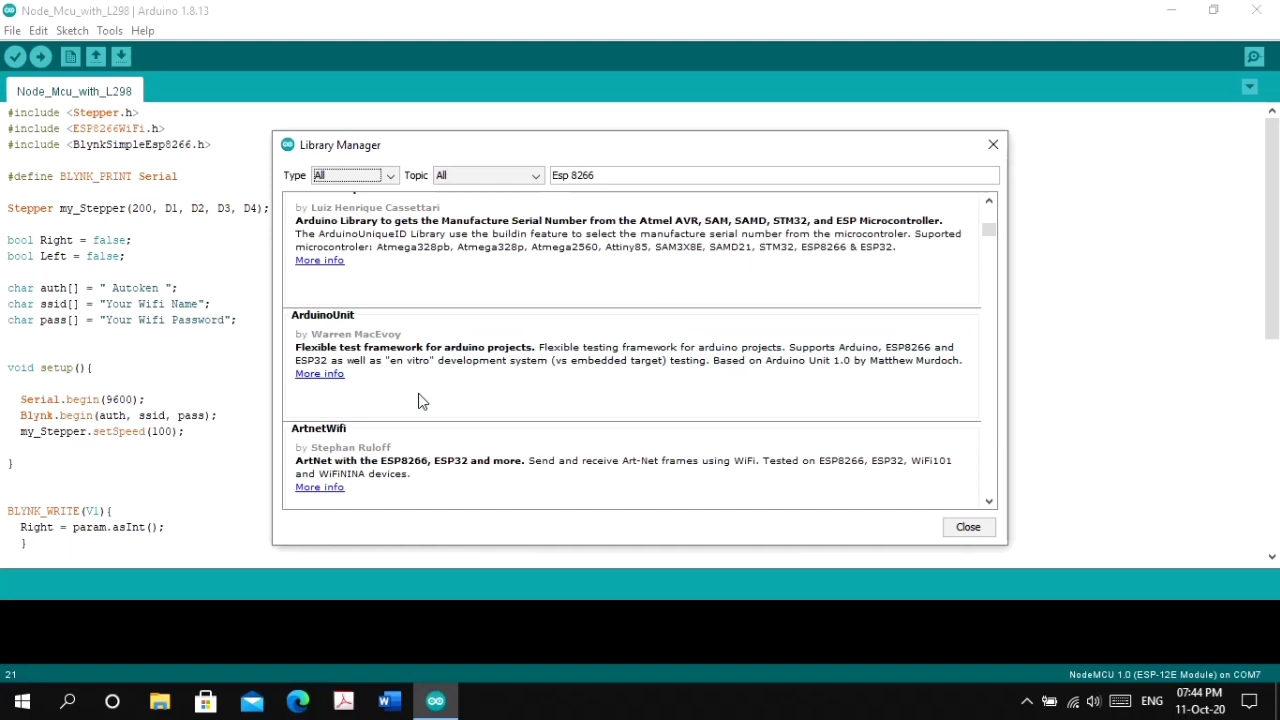 Node_Mcu_with_L298 | Arduino 1.8.13
File Edit Sketch Tools Help
Node_Mcu_with_L298
#include <Stepper.h>
#include <ESP8266WiFi.h>
#include <BlynkSimpleEsp8266.h>
#define BLYNK_PRINT Serial
Stepper my_Stepper(200, D1, D2, D3, D4);
bool Right = false;
bool Left = false;
char auth[] = " Autoken ";
char ssid[] = "Your Wifi Name";
char pass[] = "Your Wifi Password";
void setup(){
Serial.begin(9600);
Blynk.begin(auth, ssid, pass);
my_Stepper.setSpeed(100);
}
BLYNK_WRITE(V1){
Right = param.asInt();
}
Library Manager
Type All Topic All Esp 8266
by Luiz Henrique Cassettari
Arduino Library to gets the Manufacture Serial Number from the Atmel AVR, SAM, SAMD, STM32, and ESP Microcontroller.
The ArduinoUniqueID Library use the buildin feature to select the manufacture serial number from the microcontroler. Suported
microcontroler: Atmega328pb, Atmega328p, Atmega2560, Attiny85, SAM3X8E, SAMD21, STM32, ESP8266 & ESP32.
More info
ArduinoUnit
by Warren MacEvoy
Flexible test framework for arduino projects. Flexible testing framework for arduino projects. Supports Arduino, ESP8266 and
ESP32 as well as "en vitro" development system (vs embedded target) testing. Based on Arduino Unit 1.0 by Matthew Murdoch.
More info
ArtnetWifi
by Stephan Ruloff
ArtNet with the ESP8266, ESP32 and more. Send and receive Art-Net frames using WiFi. Tested on ESP8266, ESP32, WiFi101
and WiFiNINA devices.
More info
Close
21
NodeMCU 1.0 (ESP-12E Module) on COM7
ENG
07:44 PM
11-Oct-20